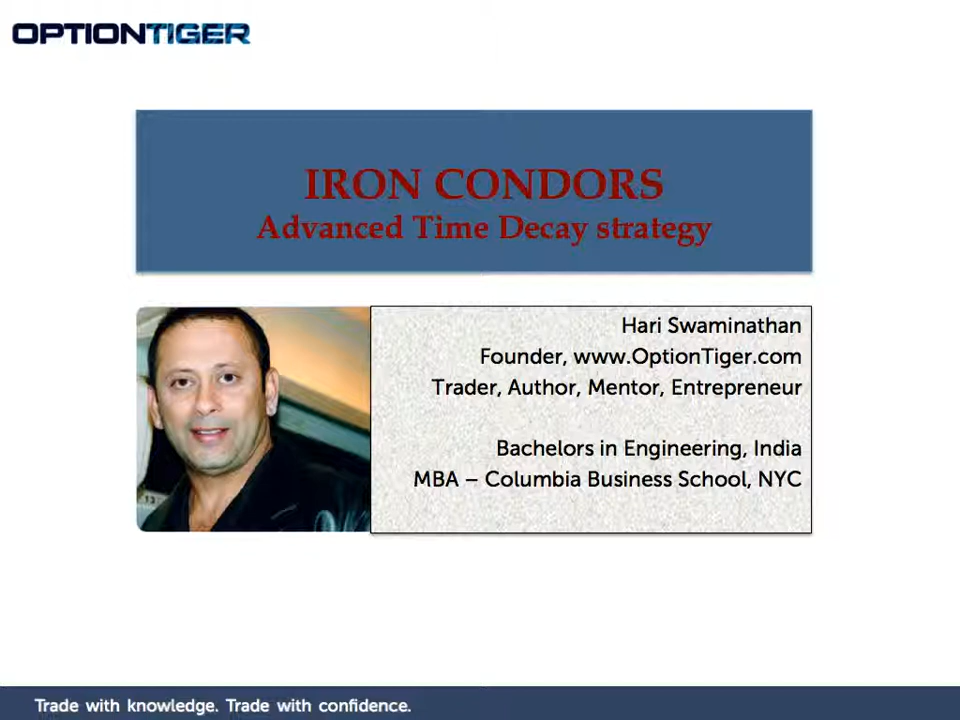 OPTIONTIGER
IRON CONDORS
Advanced Time Decay strategy
Hari Swaminathan
Founder, www.OptionTiger.com
Trader, Author, Mentor, Entrepreneur
Bachelors in Engineering, India
MBA – Columbia Business School, NYC
13
Trade with knowledge. Trade with confidence.